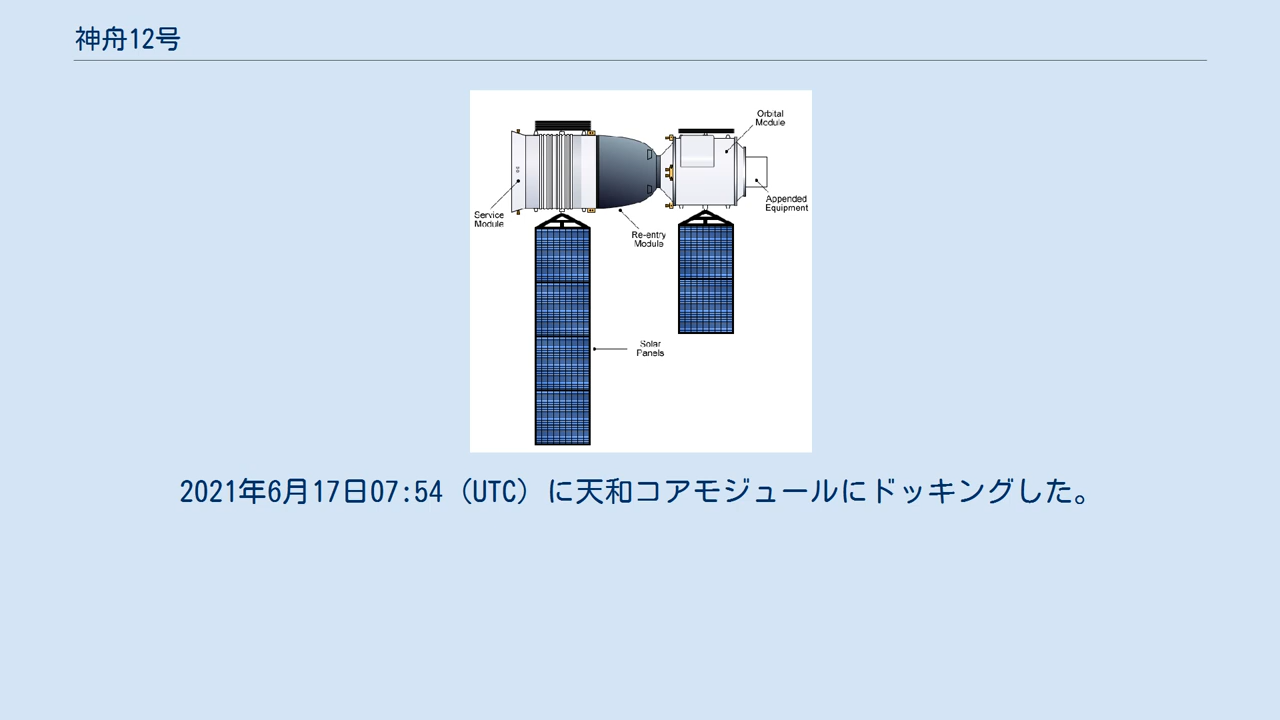 神舟12号
Orbital
Module
Appended
Equipment
Service
Module
Re-entry
Module
Solar
Panels
2021年6月17日07:54（UTC）に天和コアモジュールにドッキングした。